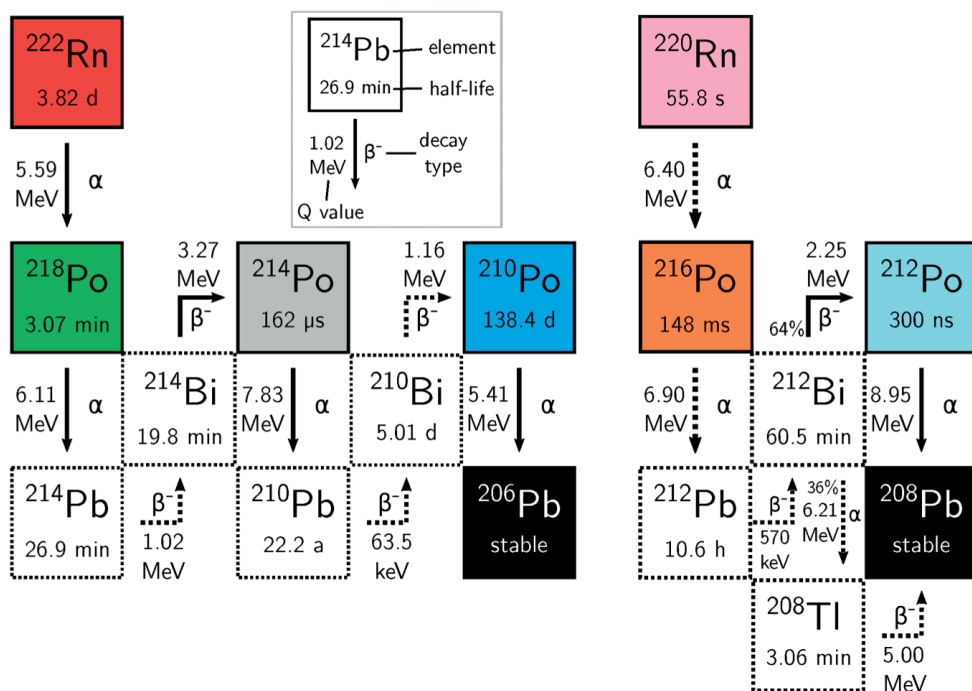 ²²²Rn
3.82 d
5.59
MeV
α
²¹⁴Pb
element
26.9 min
half-life
1.02
MeV
β⁻
decay
type
Q value
²²⁰Rn
55.8 s
6.40
MeV
α
²¹⁸Po
3.07 min
3.27
MeV
β⁻
²¹⁴Po
162 µs
1.16
MeV
β⁻
²¹⁰Po
138.4 d
6.11
MeV
α
²¹⁴Bi
19.8 min
7.83
MeV
α
²¹⁰Bi
5.01 d
5.41
MeV
α
²¹⁴Pb
26.9 min
β⁻
1.02
MeV
²¹⁰Pb
22.2 a
β⁻
63.5
keV
²⁰⁶Pb
stable
²¹⁶Po
148 ms
2.25
MeV
64%
β⁻
²¹²Po
300 ns
6.90
MeV
α
²¹²Bi
60.5 min
8.95
MeV
α
²¹²Pb
10.6 h
β⁻
570
keV
36%
6.21
MeV
α
²⁰⁸Pb
stable
²⁰⁸Tl
3.06 min
β⁻
5.00
MeV